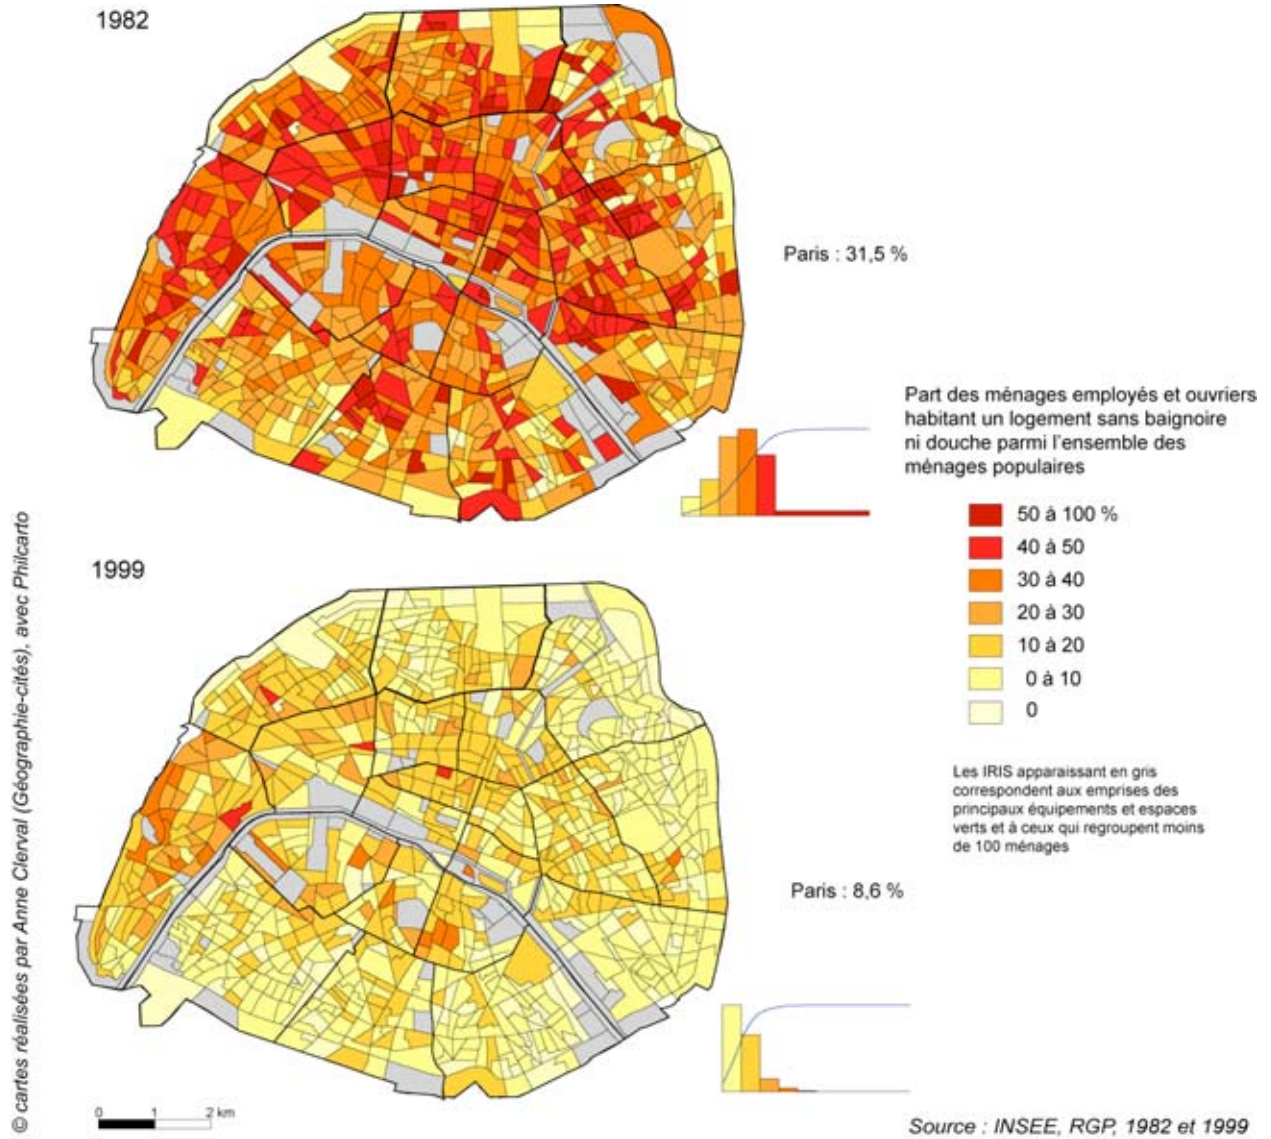 1982
Paris : 31,5 %
Part des ménages employés et ouvriers
habitant un logement sans baignoire
ni douche parmi l'ensemble des
ménages populaires
50 à 100 %
40 à 50
30 à 40
20 à 30
10 à 20
0 à 10
0
Les IRIS apparaissant en gris
correspondent aux emprises des
principaux équipements et espaces
verts et à ceux qui regroupent moins
de 100 ménages
1999
Paris : 8,6 %
0 1 2 km
Source : INSEE, RGP, 1982 et 1999
© cartes réalisées par Anne Clerval (Géographie-cités), avec Philcarto